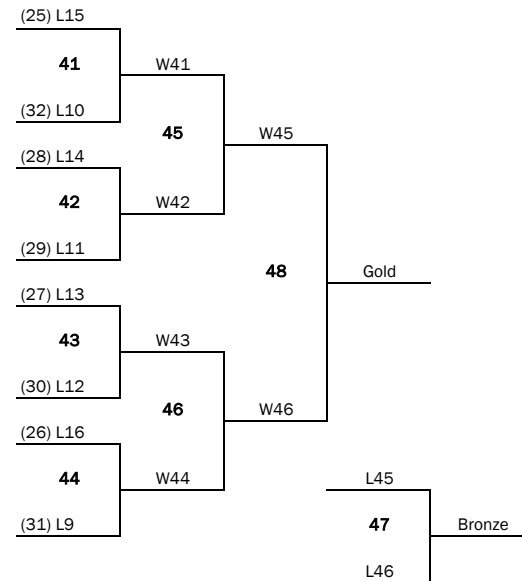 (25) L15
41
W41
(32) L10
45
W45
(28) L14
42
W42
(29) L11
48
Gold
(27) L13
43
W43
(30) L12
46
W46
(26) L16
44
W44
L45
(31) L9
47
Bronze
L46